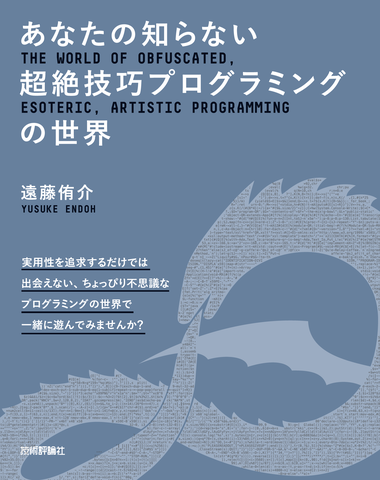 あなたの知らない
THE WORLD OF OBFUSCATED,
超絶技巧プログラミング
ESOTERIC, ARTISTIC PROGRAMMING
の世界
遠藤侑介
YUSUKE ENDOH
実用性を追求するだけでは
出会えない、ちょっぴり不思議な
プログラミングの世界で
一緒に遊んでみませんか?
技術評論社